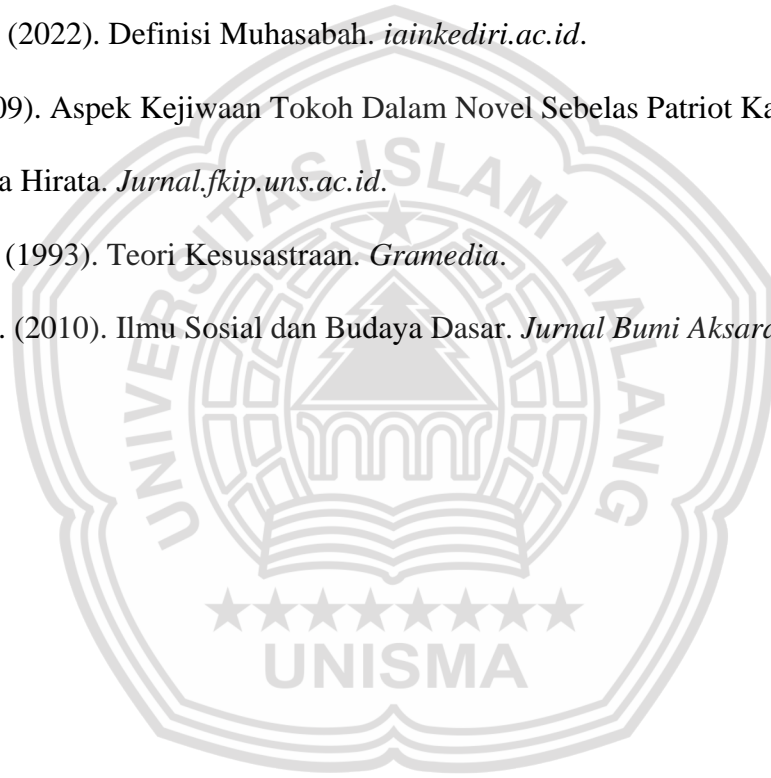 (2022). Definisi Muhasabah. iainkediri.ac.id.
09). Aspek Kejiwaan Tokoh Dalam Novel Sebelas Patriot Ka
a Hirata. Jurnal.fkip.uns.ac.id.
(1993). Teori Kesusastraan. Gramedia.
. (2010). Ilmu Sosial dan Budaya Dasar. Jurnal Bumi Aksara
UNIVERSITAS ISLAM MALANG
UNISMA